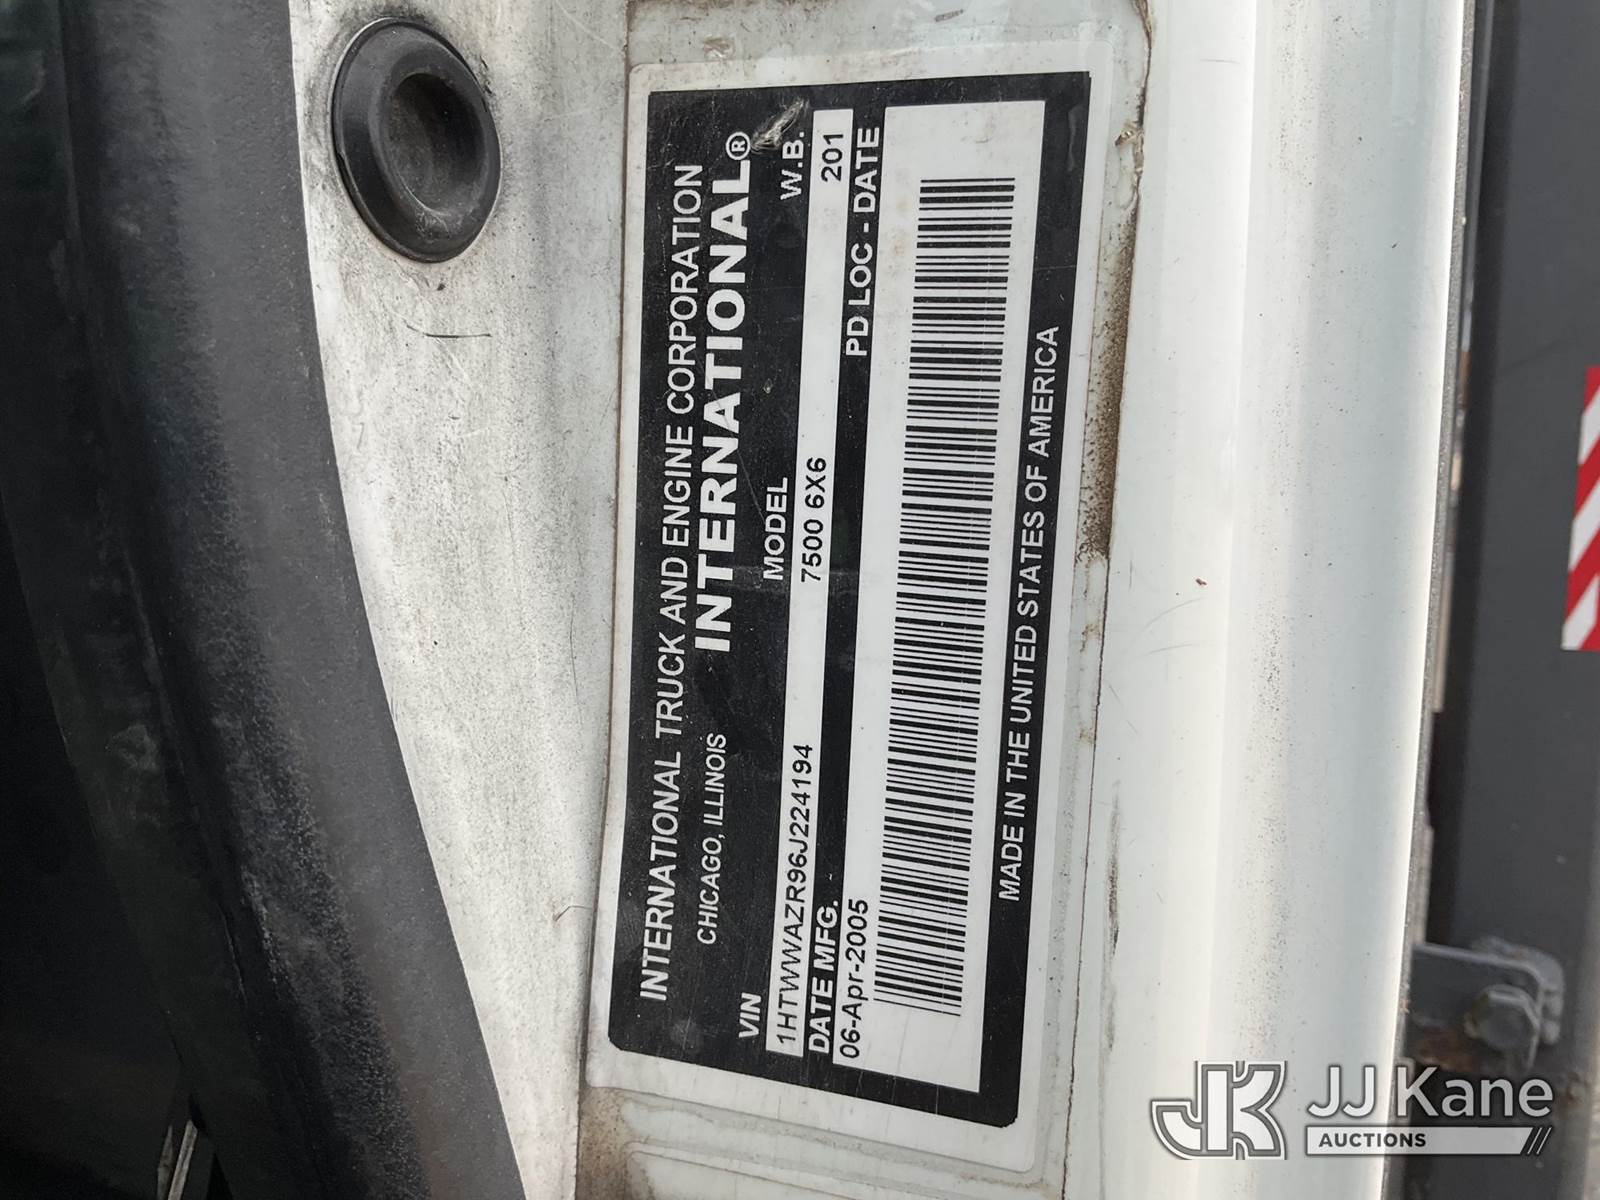 INTERNATIONAL TRUCK AND ENGINE CORPORATION
CHICAGO, ILLINOIS INTERNATIONAL®
VIN MODEL W.B.
1HTWWAZR96J224194 7500 6X6 201
DATE MFG. PD LOC - DATE
06-Apr-2005
MADE IN THE UNITED STATES OF AMERICA
JK JJ Kane
AUCTIONS